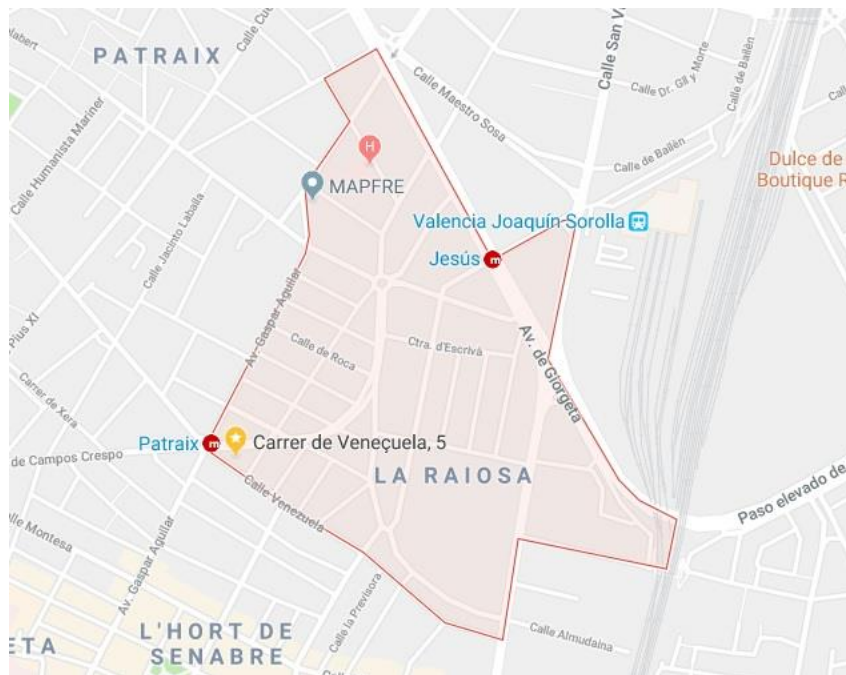 PATRAIX
Calle Cue
Calle San V
Calle de Bailén
Calle Dr. Gil y Morte
Calle Maestro Sosa
Calle Humanista Mariner
H
MAPFRE
Calle de Bailén
Dulce de
Boutique R
Calle Jacinto Labaila
Valencia Joaquín Sorolla
Jesús
m
Av. Gaspar Aguilar
Pius XI
Av. de Giorgeta
Ctra. d'Escrivà
Calle de Roca
Carrer de Xera
Patraix
m
Carrer de Veneçuela, 5
de Campos Crespo
LA RAIOSA
Calle Venezuela
Paso elevado de
alle Montesa
Av. Gaspar Aguilar
Calle la Previsora
L'HORT DE
SENABRE
ETA
Calle Almudaina